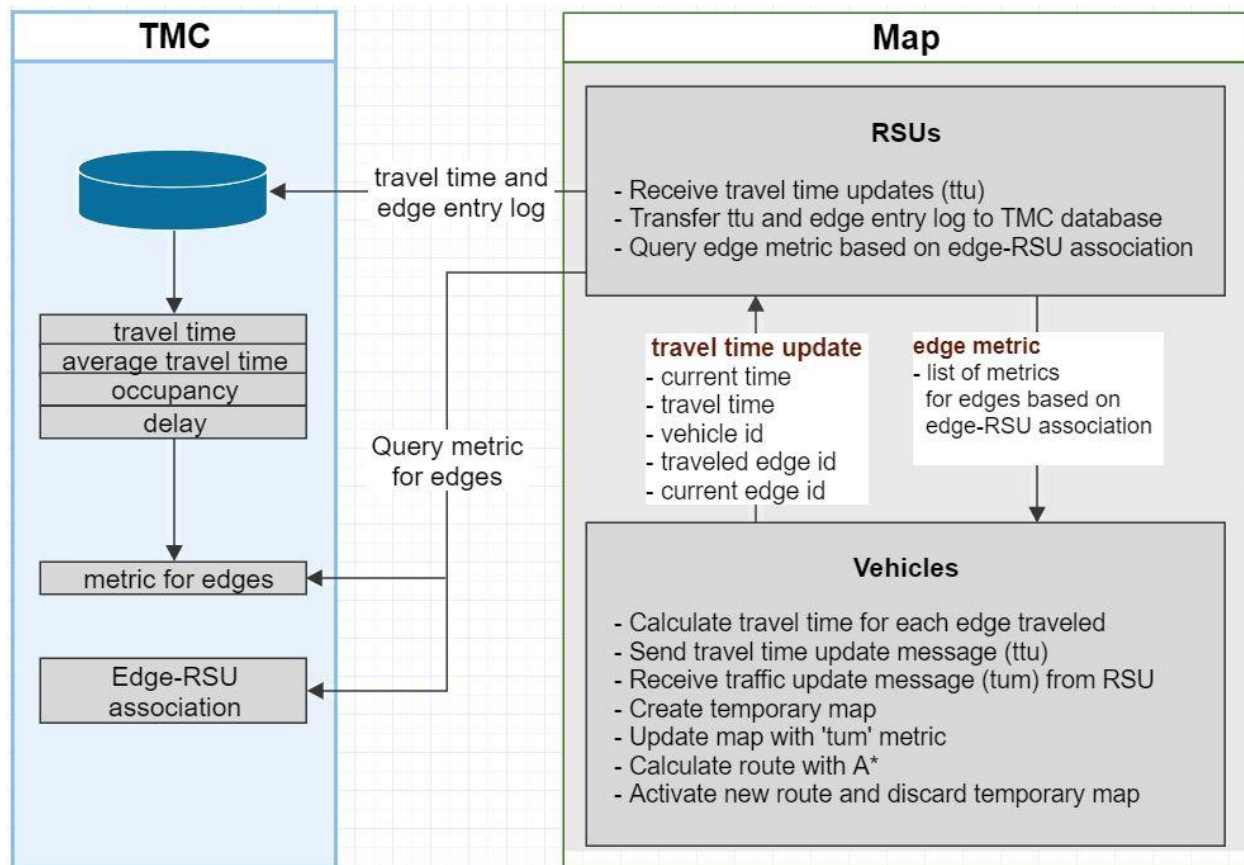 TMC
travel time
average travel time
occupancy
delay
metric for edges
Edge-RSU
association
travel time and
edge entry log
Query metric
for edges
Map
RSUs
- Receive travel time updates (ttu)
- Transfer ttu and edge entry log to TMC database
- Query edge metric based on edge-RSU association
travel time update
- current time
- travel time
- vehicle id
- traveled edge id
- current edge id
edge metric
- list of metrics
for edges based on
edge-RSU association
Vehicles
- Calculate travel time for each edge traveled
- Send travel time update message (ttu)
- Receive traffic update message (tum) from RSU
- Create temporary map
- Update map with 'tum' metric
- Calculate route with A*
- Activate new route and discard temporary map